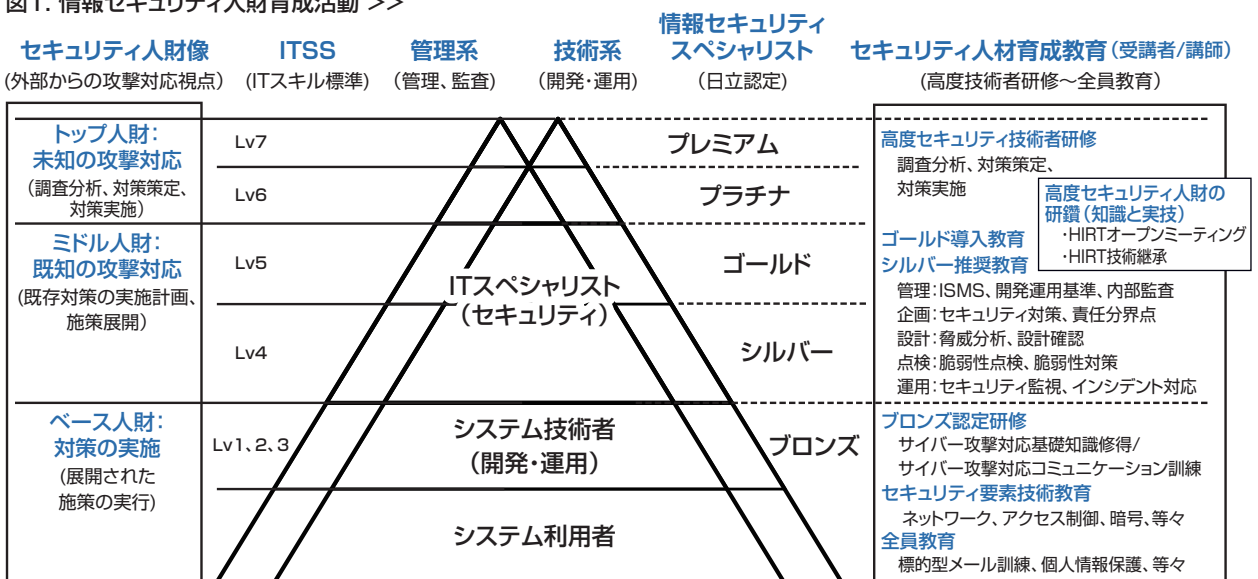 図1. 情報セキュリティ人財育成活動 >>
セキュリティ人財像
(外部からの攻撃対応視点)
ITSS
(ITスキル標準)
管理系
(管理、監査)
技術系
(開発・運用)
情報セキュリティ
スペシャリスト
(日立認定)
セキュリティ人材育成教育(受講者/講師)
(高度技術者研修～全員教育)
トップ人財:
未知の攻撃対応
(調査分析、対策策定、
対策実施)
Lv7
Lv6
プレミアム
プラチナ
高度セキュリティ技術者研修
調査分析、対策策定、
対策実施
高度セキュリティ人財の
研鑽(知識と実技)
・HIRTオープンミーティング
・HIRT技術継承
ミドル人財:
既知の攻撃対応
(既存対策の実施計画、
施策展開)
Lv5
Lv4
ITスペシャリスト
(セキュリティ)
ゴールド
シルバー
ゴールド導入教育
シルバー推奨教育
管理:ISMS、開発運用基準、内部監査
企画:セキュリティ対策、責任分界点
設計:脅威分析、設計確認
点検:脆弱性点検、脆弱性対策
運用:セキュリティ監視、インシデント対応
ベース人財:
対策の実施
(展開された
施策の実行)
Lv1、2、3
システム技術者
(開発・運用)
システム利用者
ブロンズ
ブロンズ認定研修
サイバー攻撃対応基礎知識修得/
サイバー攻撃対応コミュニケーション訓練
セキュリティ要素技術教育
ネットワーク、アクセス制御、暗号、等々
全員教育
標的型メール訓練、個人情報保護、等々